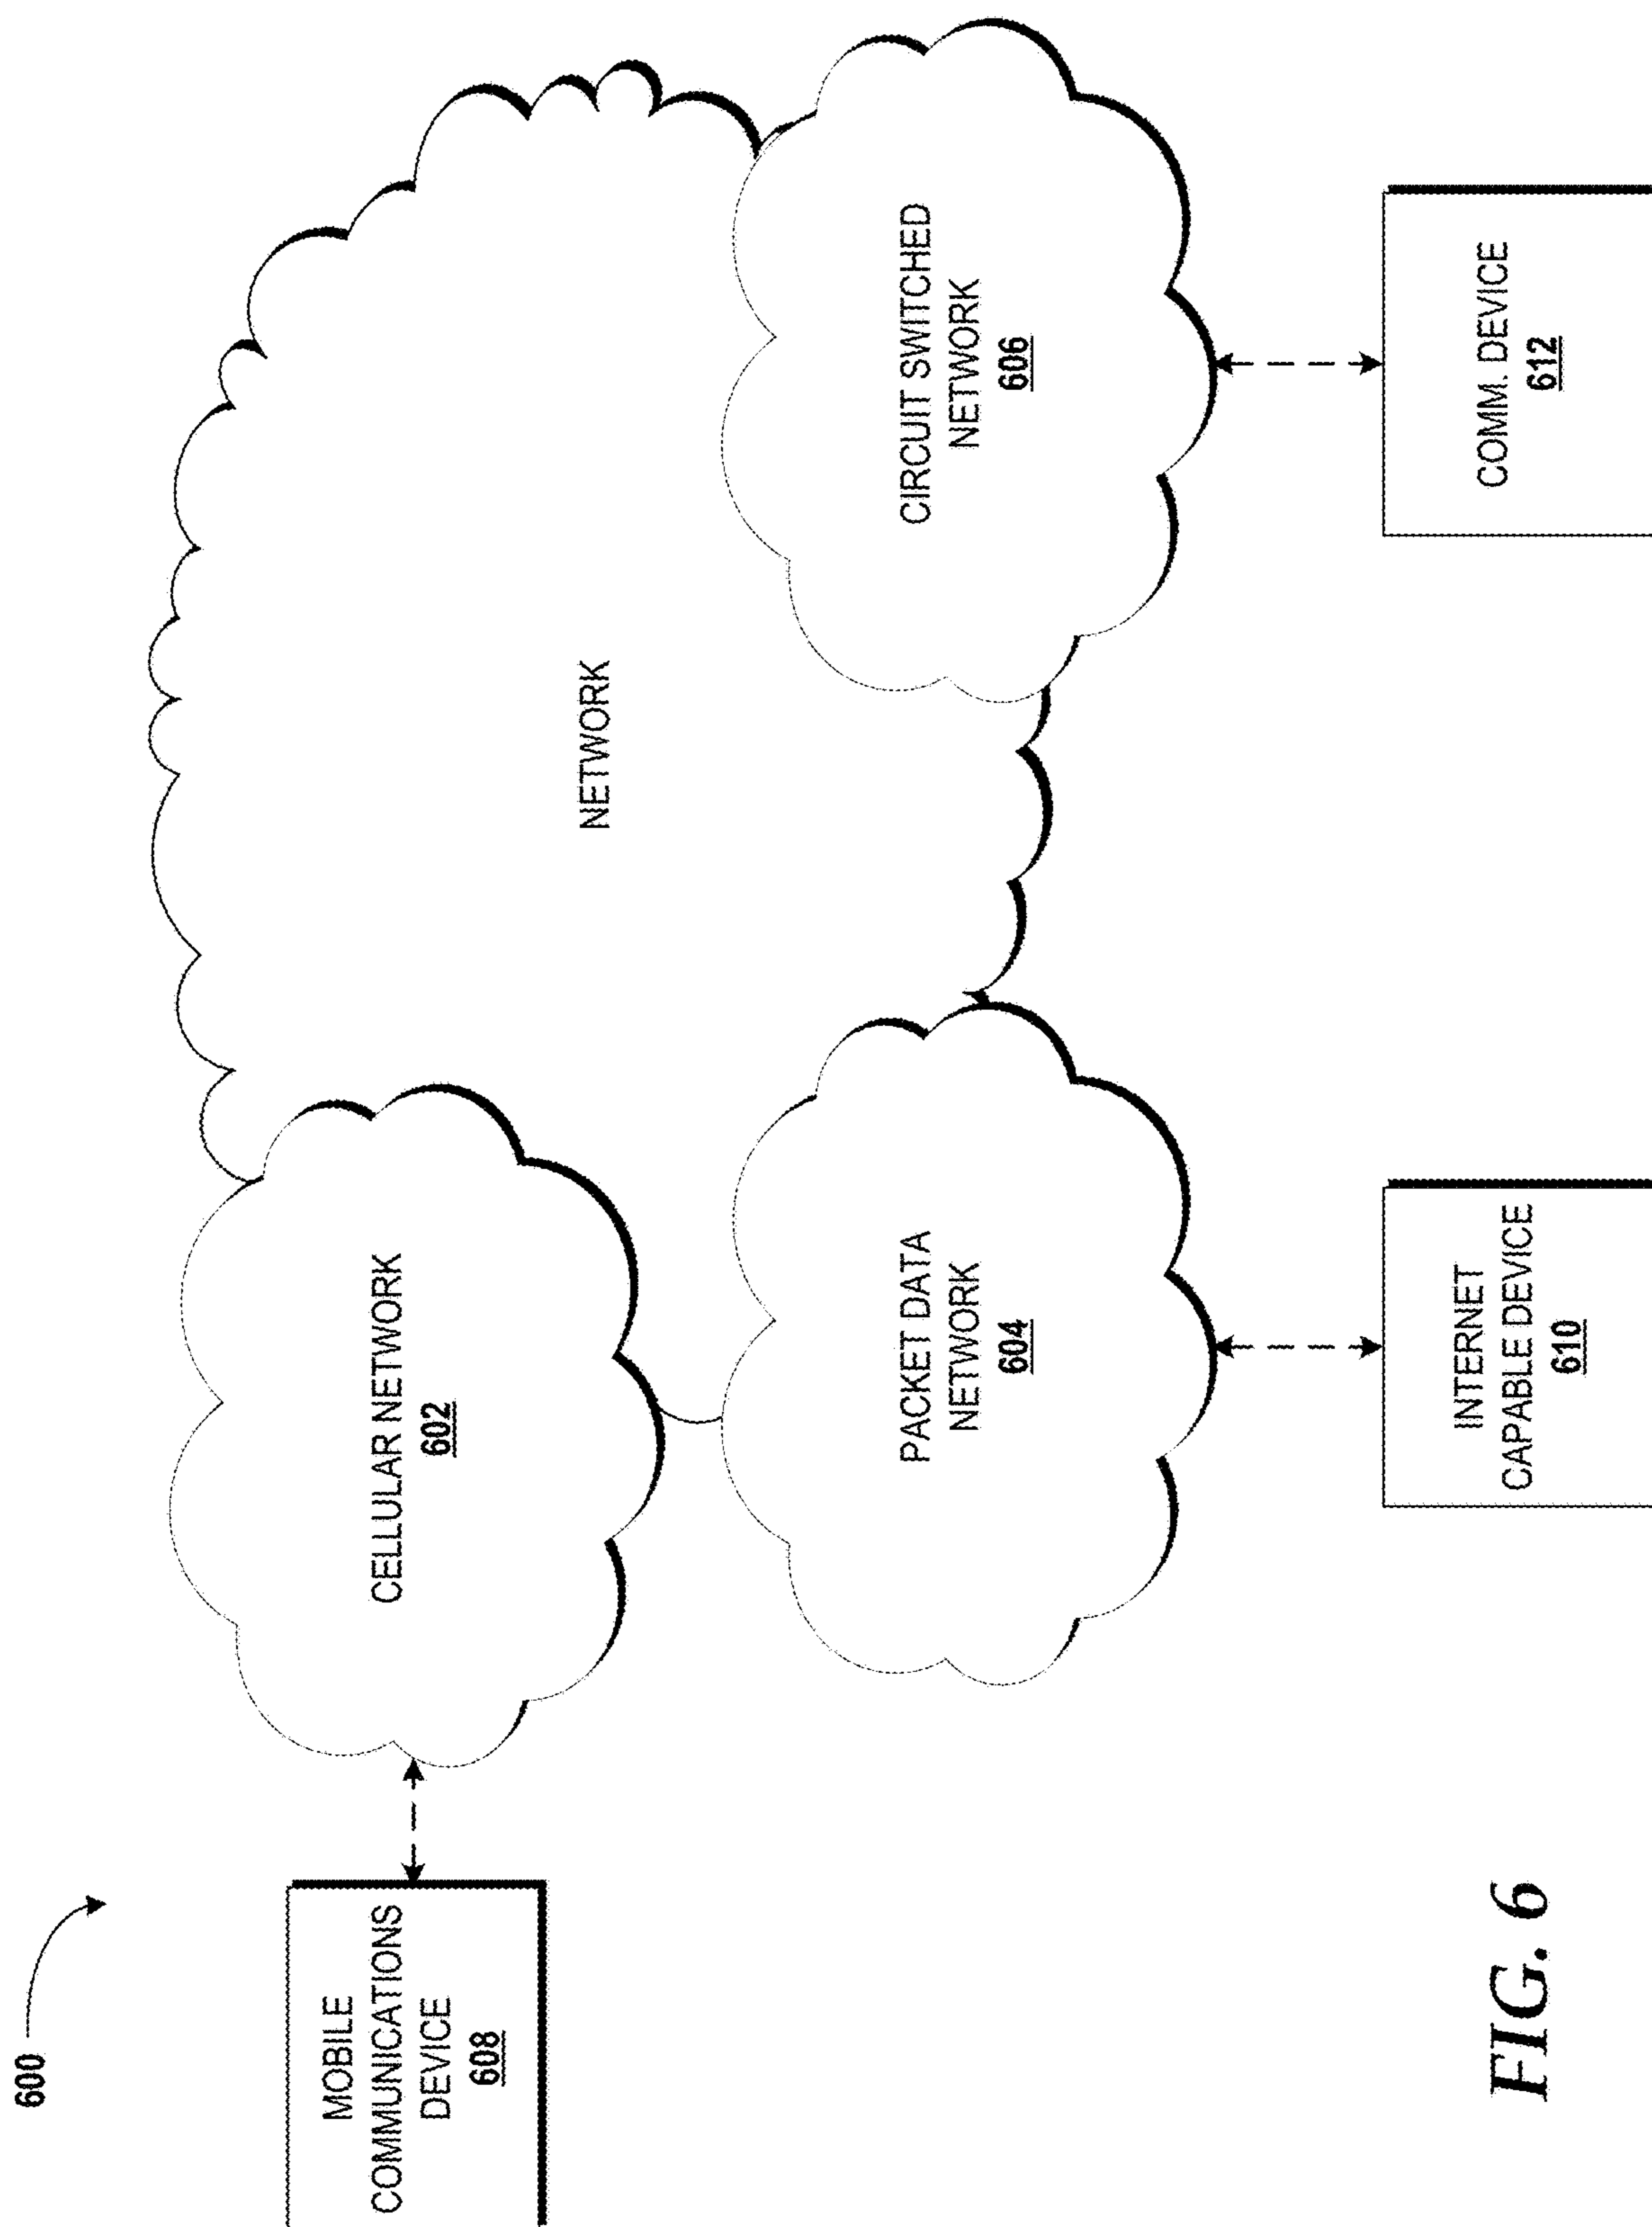 600
MOBILE
COMMUNICATIONS
DEVICE
608
CELLULAR NETWORK
602
NETWORK
PACKET DATA
NETWORK
604
CIRCUIT SWITCHED
NETWORK
606
INTERNET
CAPABLE DEVICE
610
COMM. DEVICE
612
FIG. 6